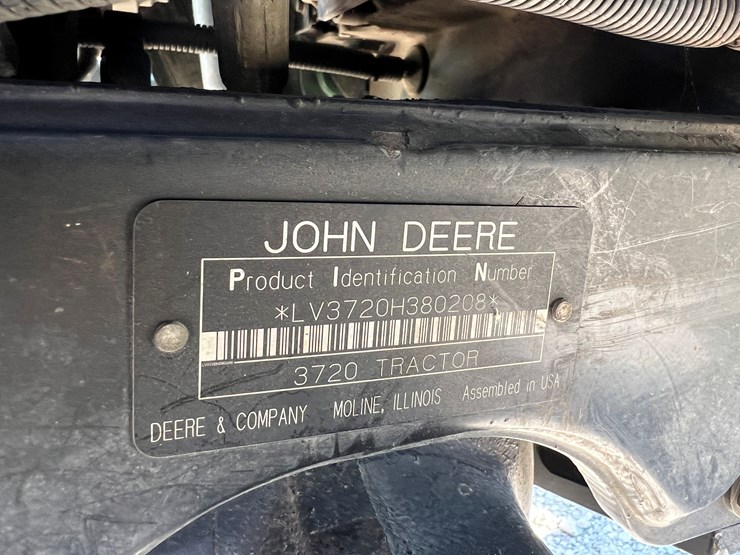 JOHN DEERE
Product Identification Number
*LV3720H380208*
3720 TRACTOR
DEERE & COMPANY MOLINE, ILLINOIS Assembled in USA